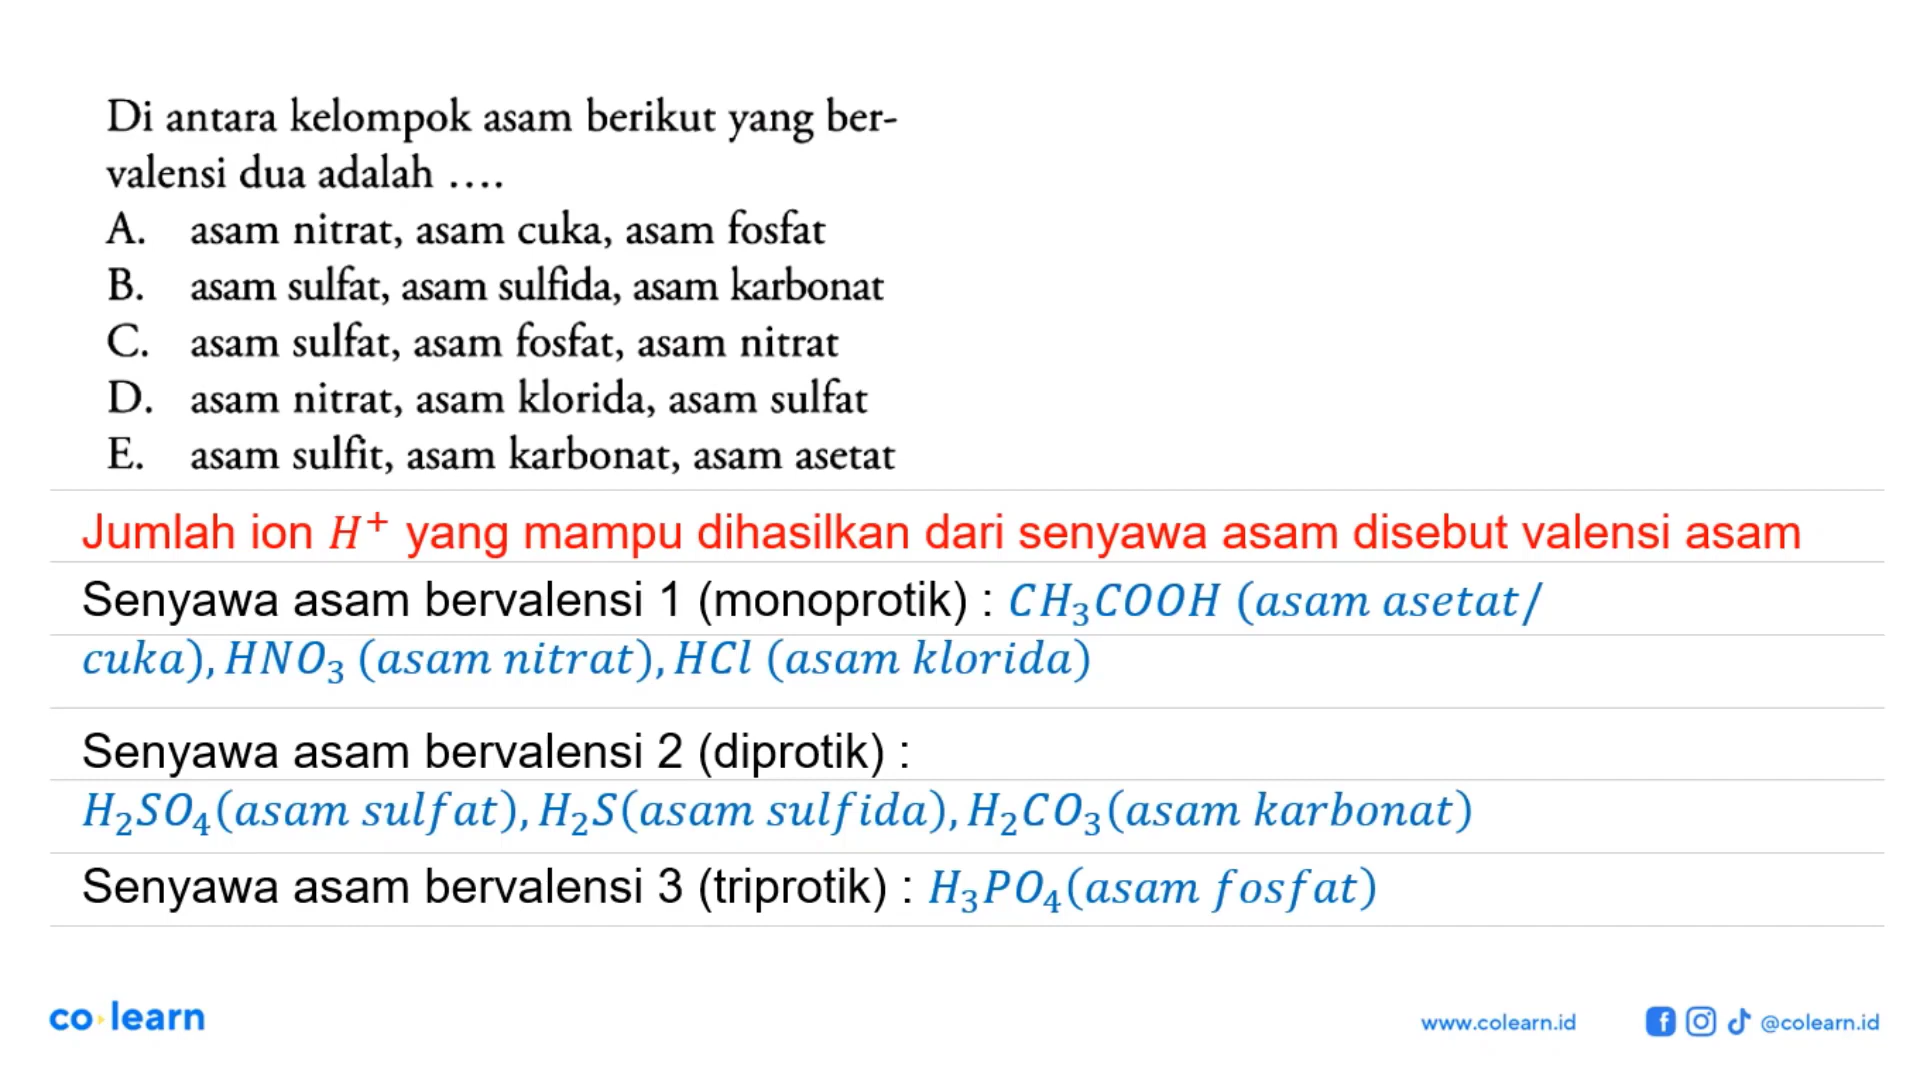 Di antara kelompok asam berikut yang ber-
valensi dua adalah ....
A. asam nitrat, asam cuka, asam fosfat
B. asam sulfat, asam sulfida, asam karbonat
C. asam sulfat, asam fosfat, asam nitrat
D. asam nitrat, asam klorida, asam sulfat
E. asam sulfit, asam karbonat, asam asetat
Jumlah ion H⁺ yang mampu dihasilkan dari senyawa asam disebut valensi asam
Senyawa asam bervalensi 1 (monoprotik) : CH₃COOH (asam asetat/
cuka), HNO₃ (asam nitrat), HCl (asam klorida)
Senyawa asam bervalensi 2 (diprotik) :
H₂SO₄(asam sulfat), H₂S(asam sulfida), H₂CO₃(asam karbonat)
Senyawa asam bervalensi 3 (triprotik) : H₃PO₄(asam fosfat)
co learn
www.colearn.id
@colearn.id